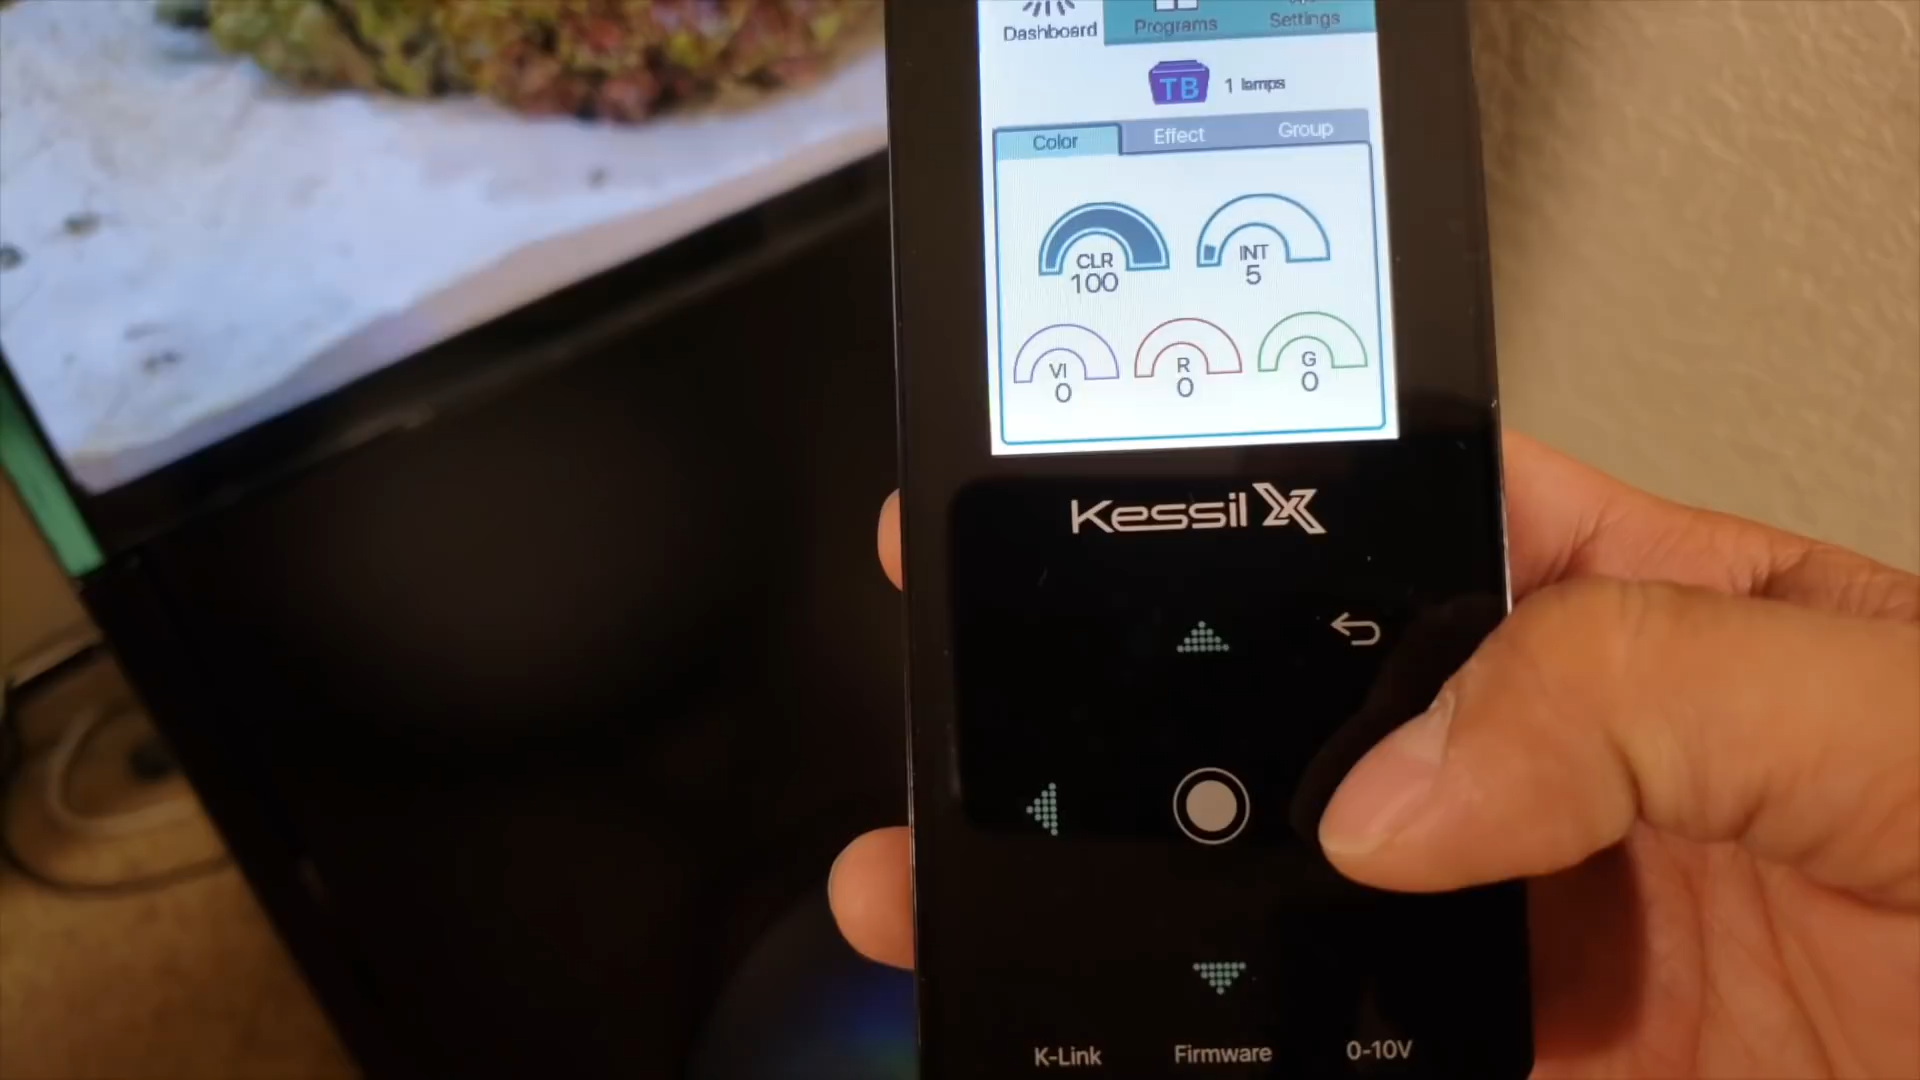 Dashboard Programs Settings
TB 1 lamps
Color Effect Group
CLR INT
100 5
VI R G
0 0 0
Kessil X
K-Link Firmware 0-10V